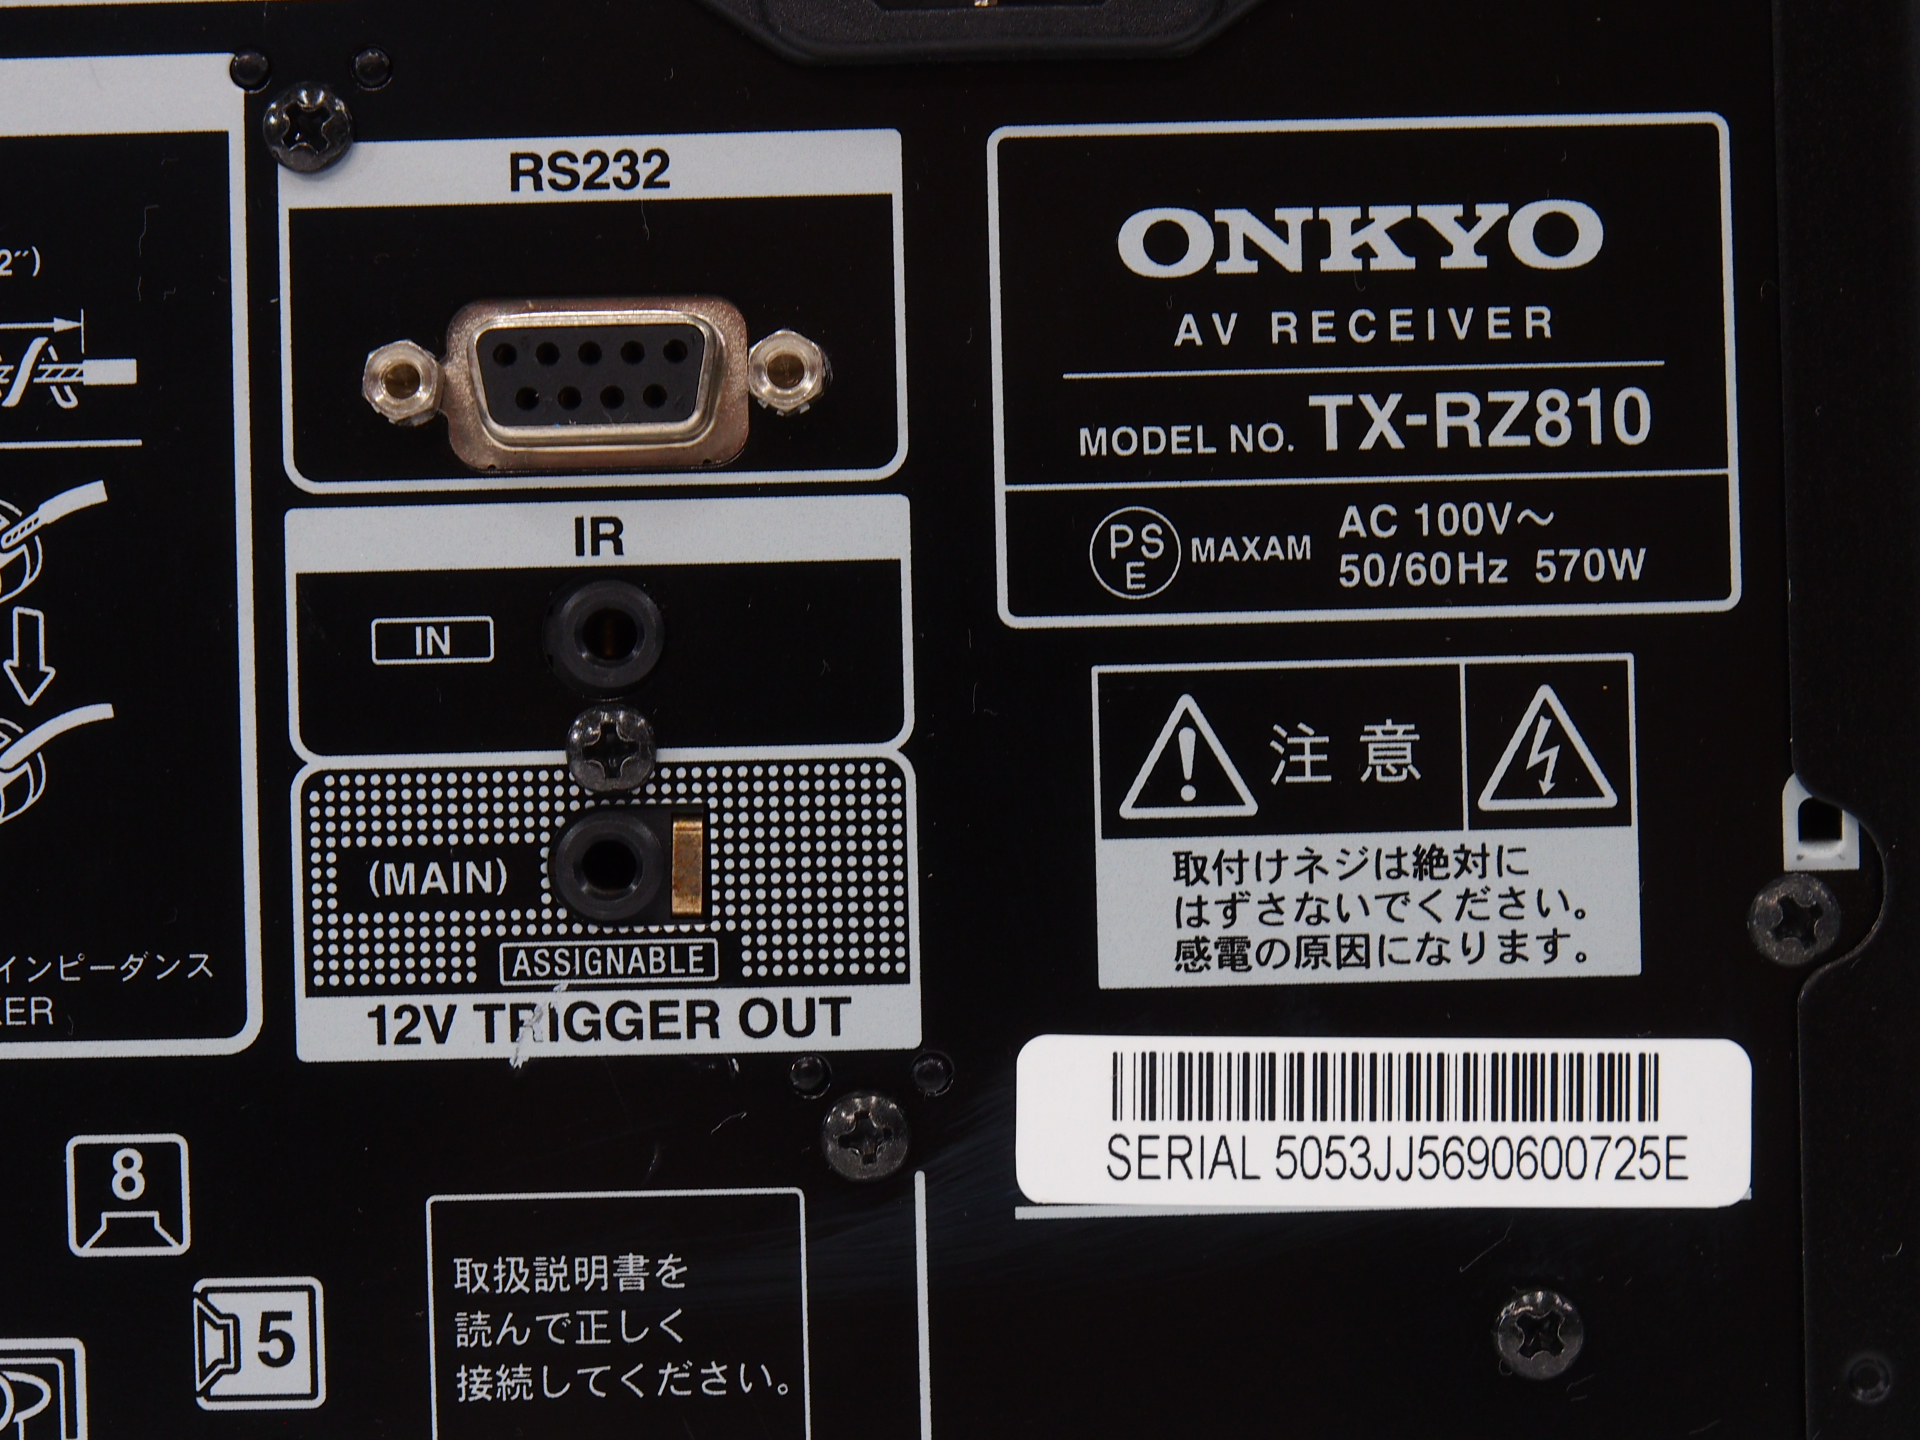 2˝)
インピーダンス
RS232
IR
IN
(MAIN)
ASSIGNABLE
12V TRIGGER OUT
8
5
取扱説明書を
読んで正しく
接続してください。
ONKYO
AV RECEIVER
MODEL NO. TX-RZ810
PSE MAXAM AC 100V～
50/60Hz 570W
注意
取付けネジは絶対に
はずさないでください。
感電の原因になります。
SERIAL 5053JJ5690600725E